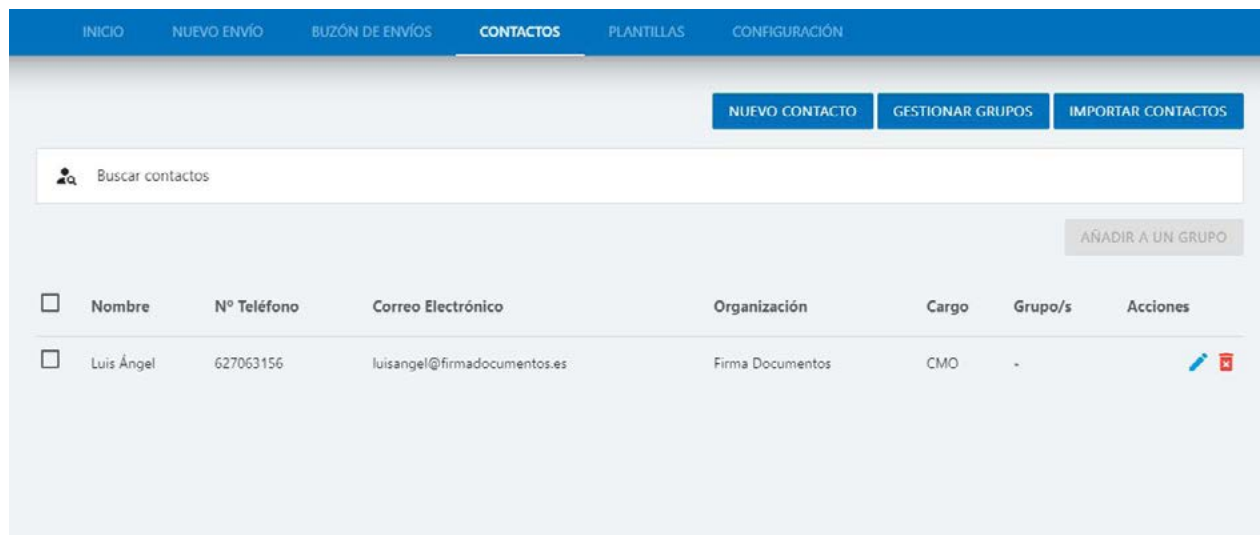 INICIO NUEVO ENVÍO BUZÓN DE ENVÍOS CONTACTOS PLANTILLAS CONFIGURACIÓN
NUEVO CONTACTO GESTIONAR GRUPOS IMPORTAR CONTACTOS
Buscar contactos
AÑADIR A UN GRUPO
Nombre Nº Teléfono Correo Electrónico Organización Cargo Grupo/s Acciones
Luis Ángel 627063156 luisangel@firmadocumentos.es Firma Documentos CMO -